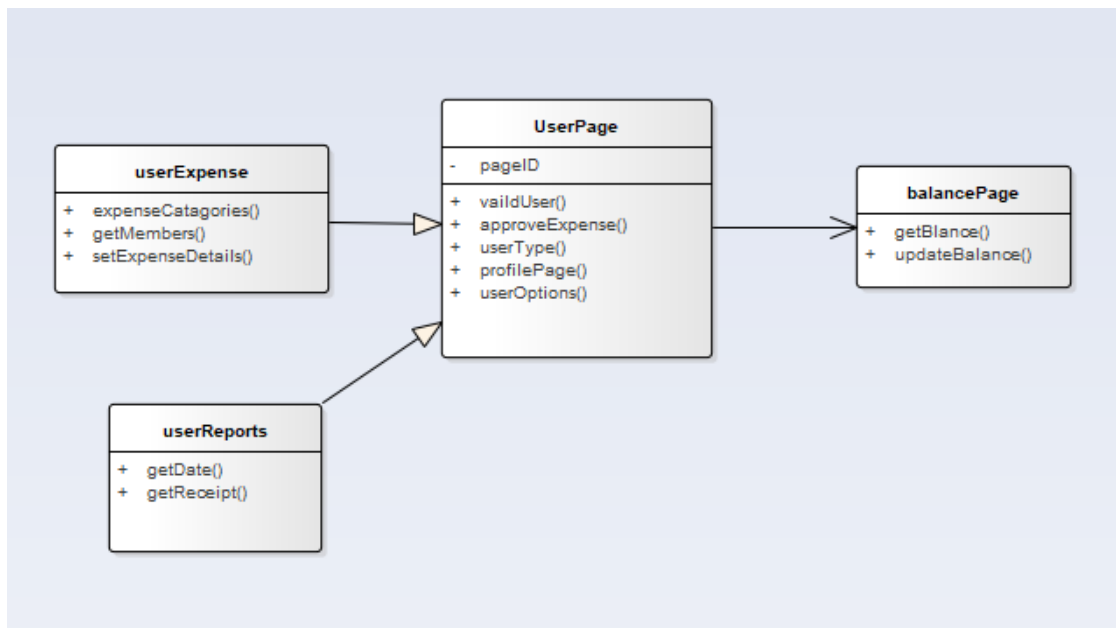 userExpense
+ expenseCatagories()
+ getMembers()
+ setExpenseDetails()
UserPage
- pageID
+ vaildUser()
+ approveExpense()
+ userType()
+ profilePage()
+ userOptions()
balancePage
+ getBlance()
+ updateBalance()
userReports
+ getDate()
+ getReceipt()